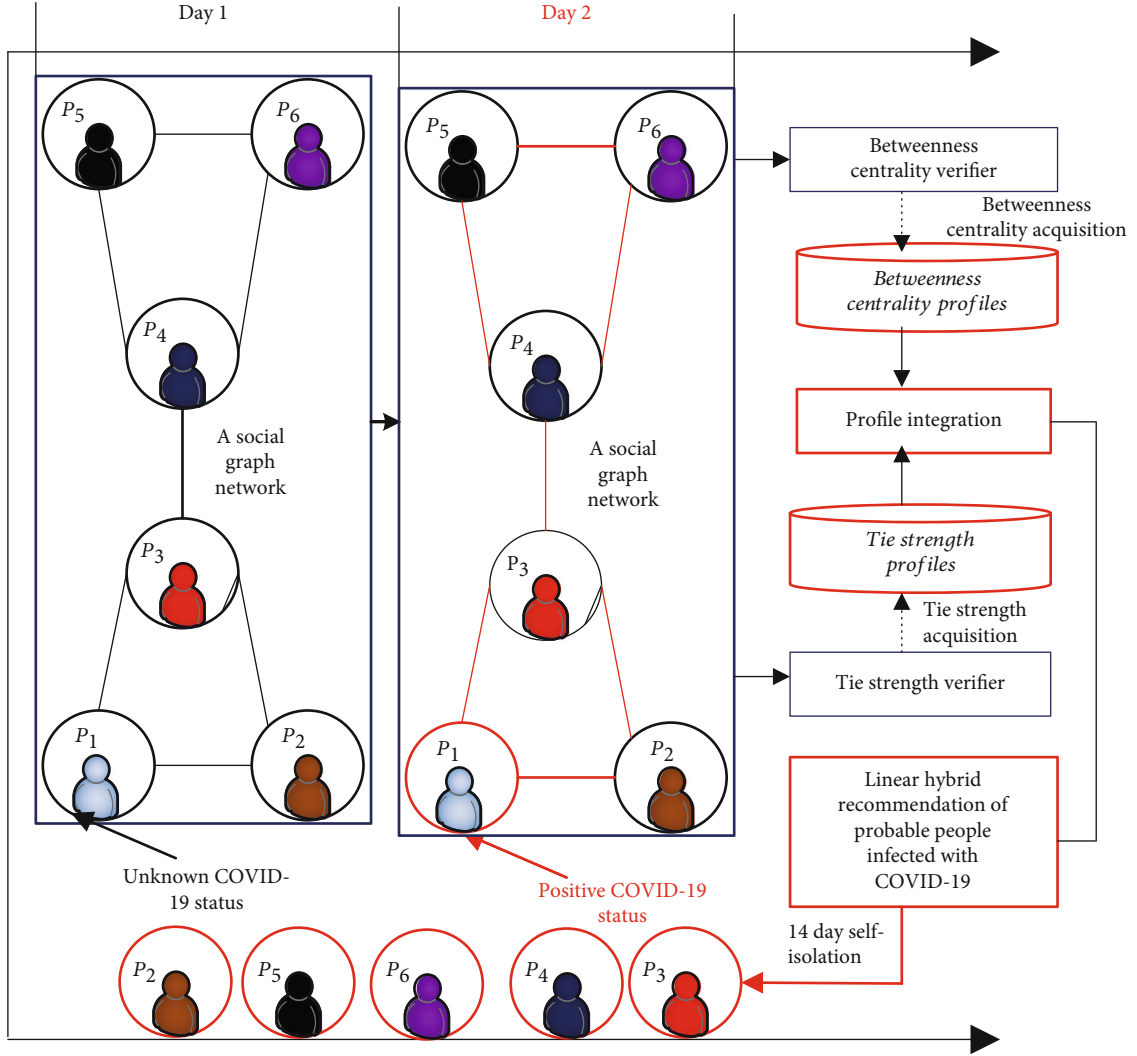 Day 1
Day 2
P5
P6
P4
A social
graph
network
P3
P1
P2
Unknown COVID-
19 status
P5
P6
P4
A social
graph
network
P3
P1
P2
Positive COVID-19
status
Betweenness
centrality verifier
Betweenness
centrality acquisition
Betweenness
centrality profiles
Profile integration
Tie strength
profiles
Tie strength
acquisition
Tie strength verifier
Linear hybrid
recommendation of
probable people
infected with
COVID-19
14 day self-
isolation
P2
P5
P6
P4
P3